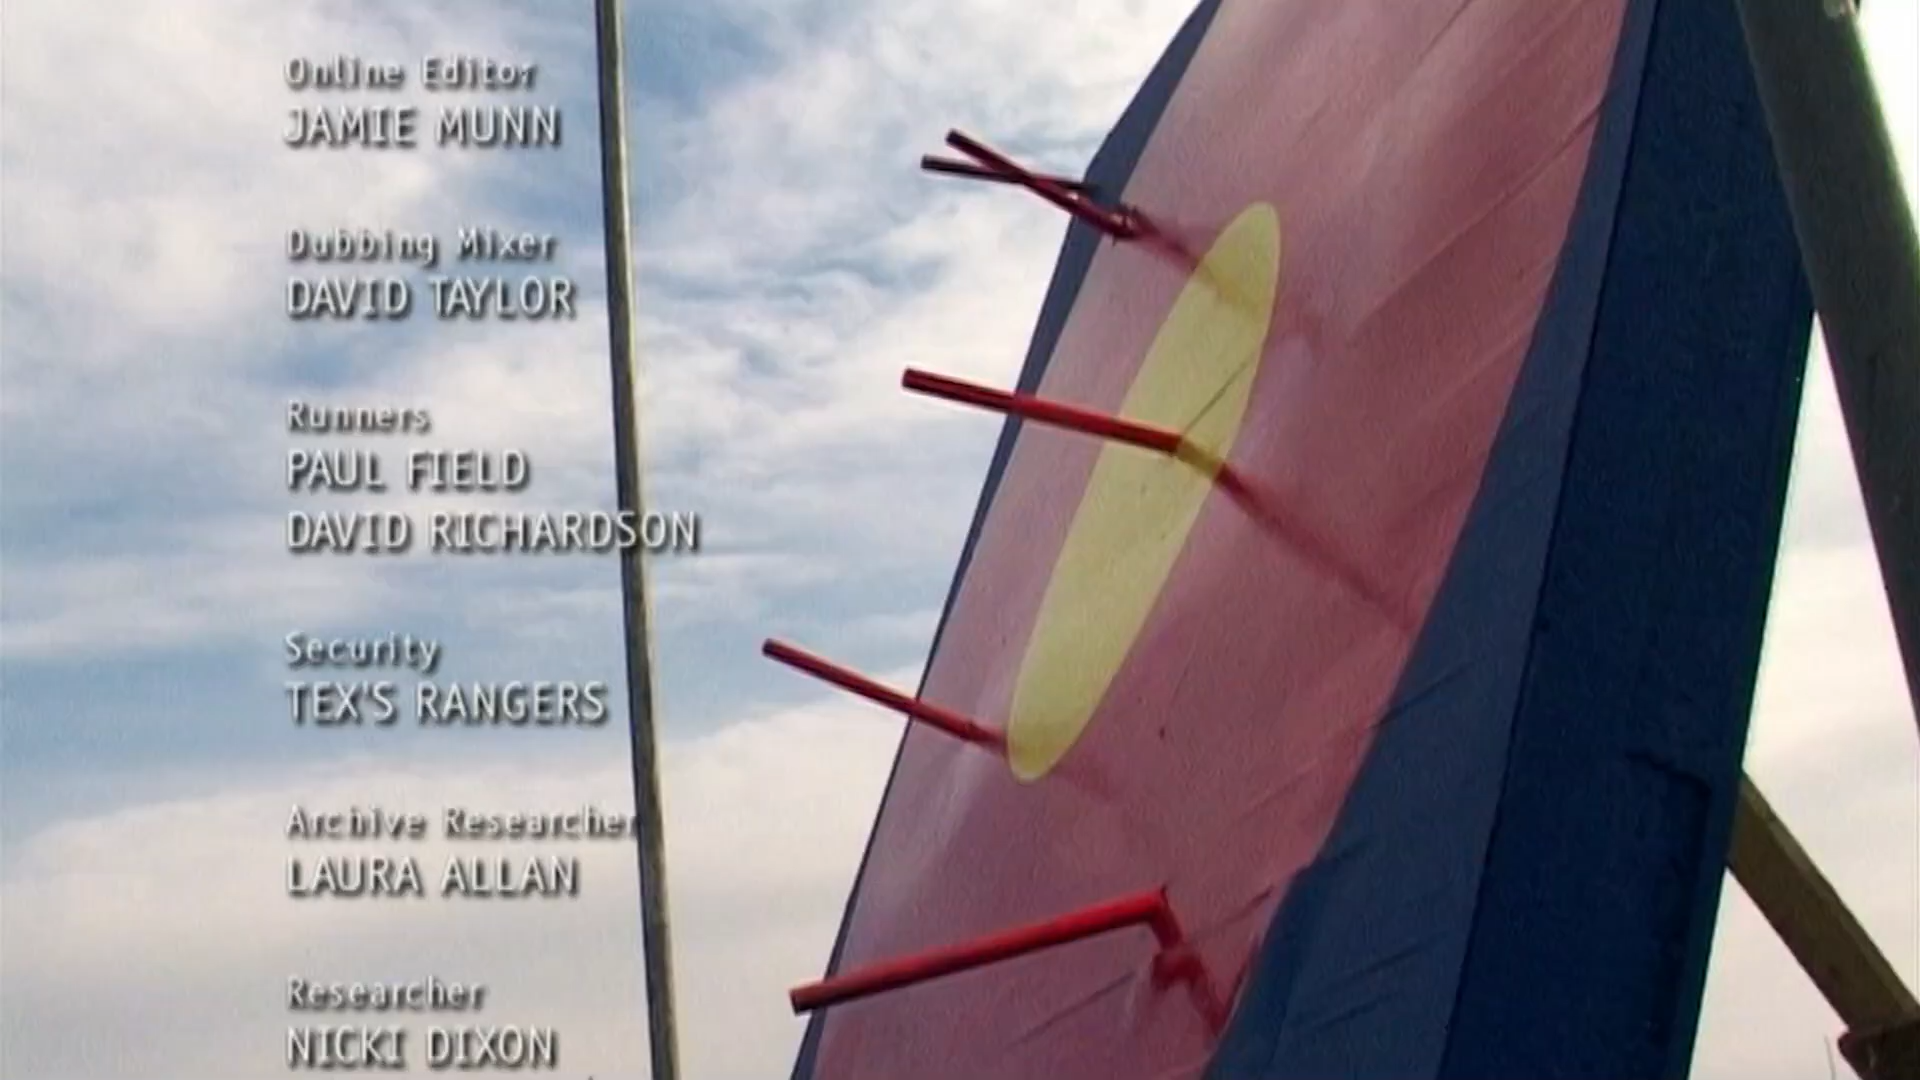 Online Editor
JAMIE MUNN
Dubbing Mixer
DAVID TAYLOR
Runners
PAUL FIELD
DAVID RICHARDSON
Security
TEX'S RANGERS
Archive Researcher
LAURA ALLAN
Researcher
NICKI DIXON